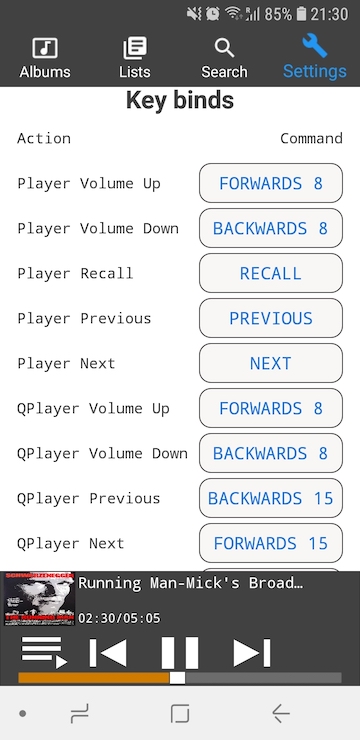 85% 21:30
Albums Lists Search Settings
Key binds
Action Command
Player Volume Up FORWARDS 8
Player Volume Down BACKWARDS 8
Player Recall RECALL
Player Previous PREVIOUS
Player Next NEXT
QPlayer Volume Up FORWARDS 8
QPlayer Volume Down BACKWARDS 8
QPlayer Previous BACKWARDS 15
QPlayer Next FORWARDS 15
SCHWARZENEGGER
THE RUNNING MAN
Running Man-Mick's Broad…
02:30/05:05